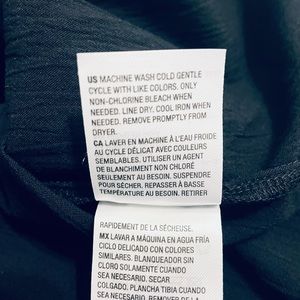 US MACHINE WASH COLD GENTLE
CYCLE WITH LIKE COLORS. ONLY
NON-CHLORINE BLEACH WHEN
NEEDED. LINE DRY. COOL IRON WHEN
NEEDED. REMOVE PROMPTLY FROM
DRYER.
CA LAVER EN MACHINE À L'EAU FROIDE
AU CYCLE DÉLICAT AVEC COULEURS
SEMBLABLES. UTILISER UN AGENT
DE BLANCHIMENT NON CHLORÉ
SEULEMENT AU BESOIN. SUSPENDRE
POUR SÉCHER. REPASSER À BASSE
TEMPÉRATURE AU BESOIN. RETIRER
RAPIDEMENT DE LA SÉCHEUSE.
MX LAVAR A MÁQUINA EN AGUA FRÍA
CICLO DELICADO CON COLORES
SIMILARES. BLANQUEADOR SIN
CLORO SOLAMENTE CUANDO
SEA NECESARIO. SECAR
COLGADO. PLANCHA TIBIA CUANDO
SEA NECESARIO. REMOVER DE LA